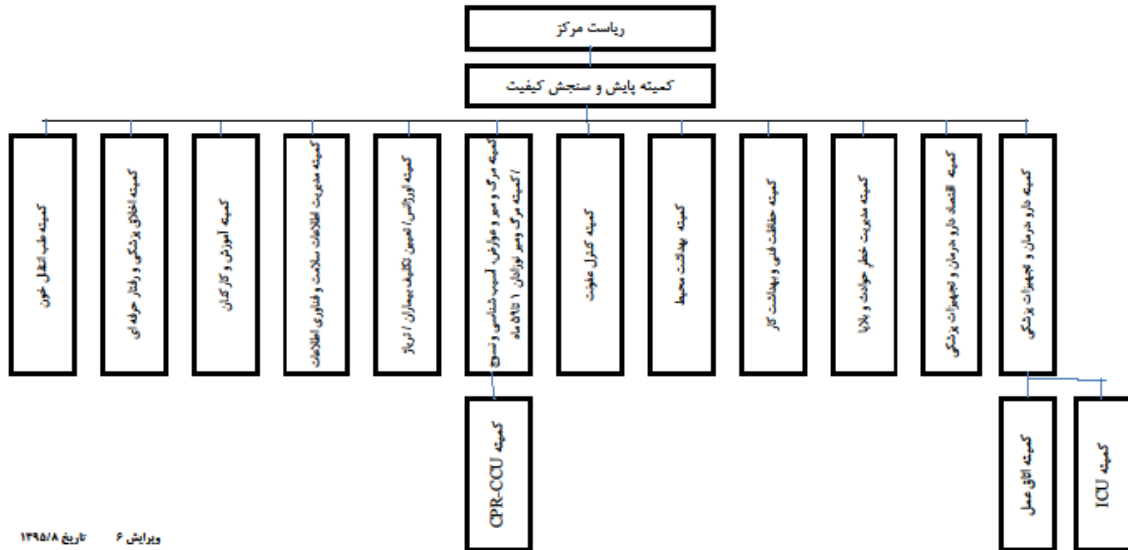 ریاست مرکز
کمیته پایش و سنجش کیفیت
کمیته دارو درمان و تجهیزات پزشکی
کمیته اقتصاد دارو درمان و تجهیزات پزشکی
کمیته مدیریت خطر حوادث و بلایا
کمیته حفاظت فنی و بهداشت کار
کمیته بهداشت محیط
کمیته کنترل عفونت
کمیته مرگ و میر و عوارض، آسیب شناسی و نسوج
/ کمیته مرگ ومیر نوزادان ۱ تا۵۹ ماه
کمیته اورژانس/ تعیین تکلیف بیماران / تریاژ
کمیته مدیریت اطلاعات سلامت و فناوری اطلاعات
کمیته آموزش و کارکنان
کمیته اخلاق پزشکی و رفتار حرفه ای
کمیته طب انتقال خون
کمیته ICU
کمیته اتاق عمل
کمیته CPR-CCU
ویرایش ۶ تاریخ ۱۳۹۵/۸